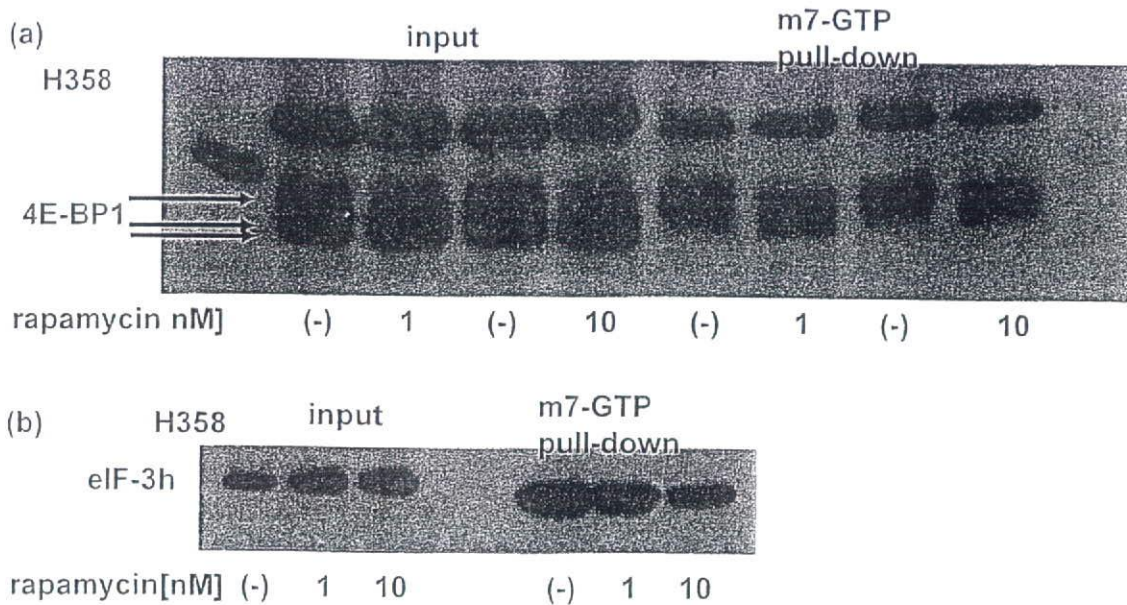 (a)
input
m7-GTP
pull-down
H358
4E-BP1
rapamycin nM] (-) 1 (-) 10 (-) 1 (-) 10
(b)
H358
input
m7-GTP
pull-down
eIF-3h
rapamycin[nM] (-) 1 10 (-) 1 10